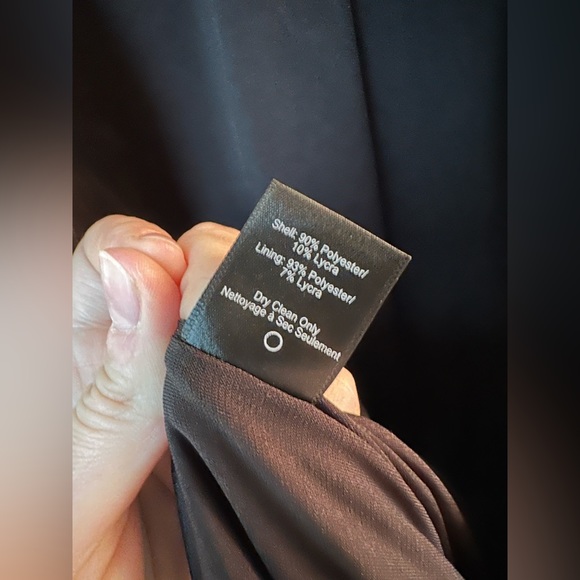 Shell: 90% Polyester/
10% Lycra
Lining: 93% Polyester/
7% Lycra
Dry Clean Only
Nettoyage à Sec Seulement